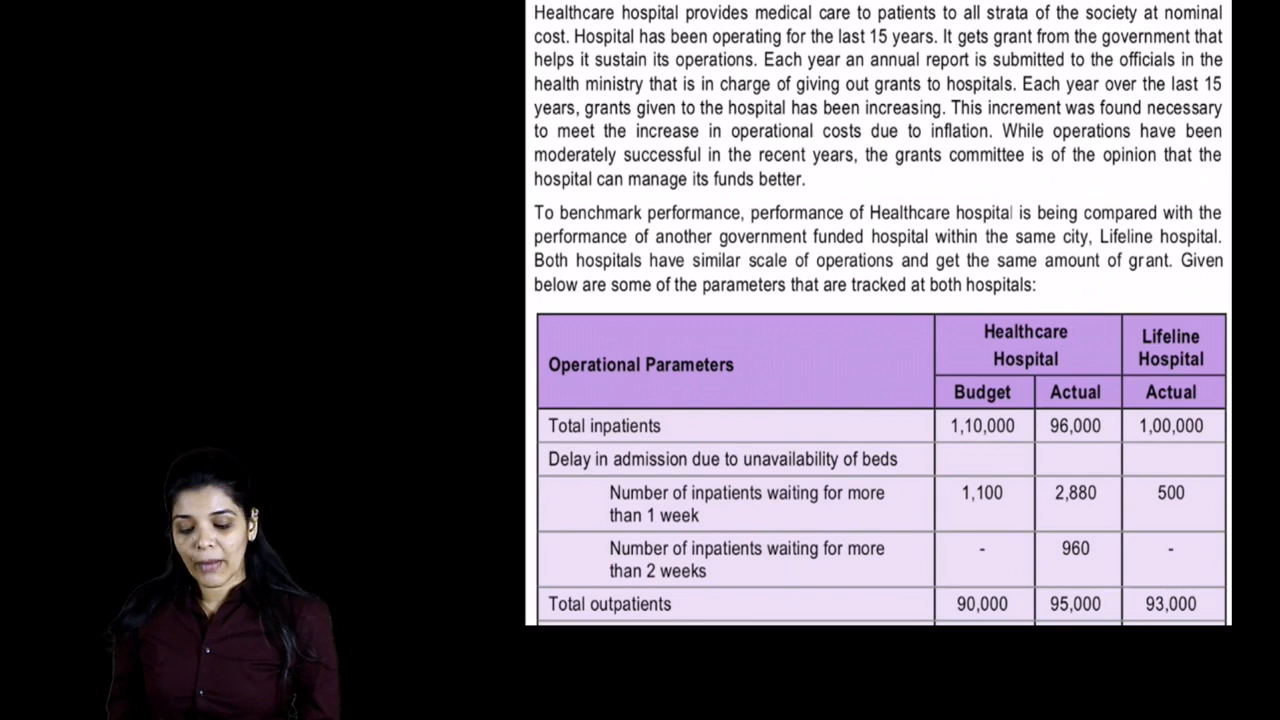 Healthcare hospital provides medical care to patients to all strata of the society at nominal
cost. Hospital has been operating for the last 15 years. It gets grant from the government that
helps it sustain its operations. Each year an annual report is submitted to the officials in the
health ministry that is in charge of giving out grants to hospitals. Each year over the last 15
years, grants given to the hospital has been increasing. This increment was found necessary
to meet the increase in operational costs due to inflation. While operations have been
moderately successful in the recent years, the grants committee is of the opinion that the
hospital can manage its funds better.
To benchmark performance, performance of Healthcare hospital is being compared with the
performance of another government funded hospital within the same city, Lifeline hospital.
Both hospitals have similar scale of operations and get the same amount of grant. Given
below are some of the parameters that are tracked at both hospitals:
Operational Parameters
Healthcare
Hospital
Lifeline
Hospital
Budget Actual Actual
Total inpatients 1,10,000 96,000 1,00,000
Delay in admission due to unavailability of beds
Number of inpatients waiting for more 1,100 2,880 500
than 1 week
Number of inpatients waiting for more - 960 -
than 2 weeks
Total outpatients 90,000 95,000 93,000